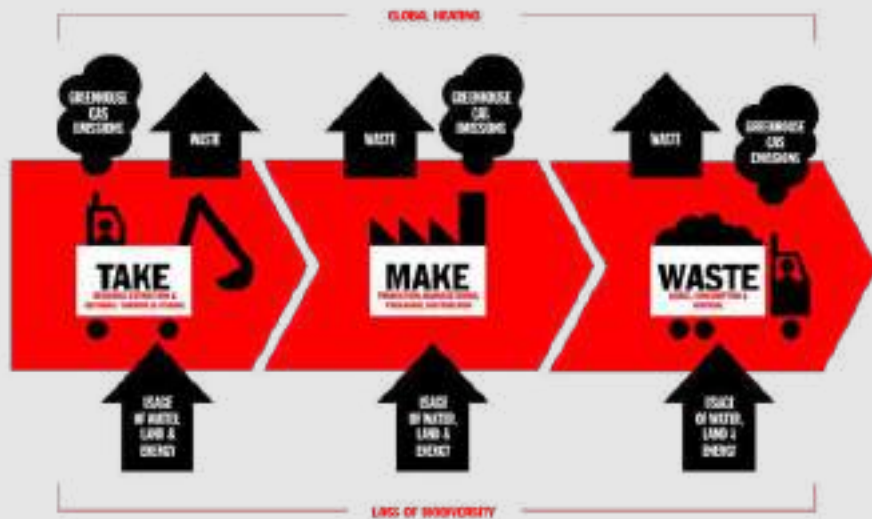 GLOBAL HEATING
GREENHOUSE
GAS
EMISSIONS
WASTE
WASTE
GREENHOUSE
GAS
EMISSIONS
WASTE
GREENHOUSE
GAS
EMISSIONS
TAKE
MAKE
WASTE
USAGE
OF WATER,
LAND &
ENERGY
USAGE
OF WATER,
LAND &
ENERGY
USAGE
OF WATER,
LAND &
ENERGY
LOSS OF BIODIVERSITY